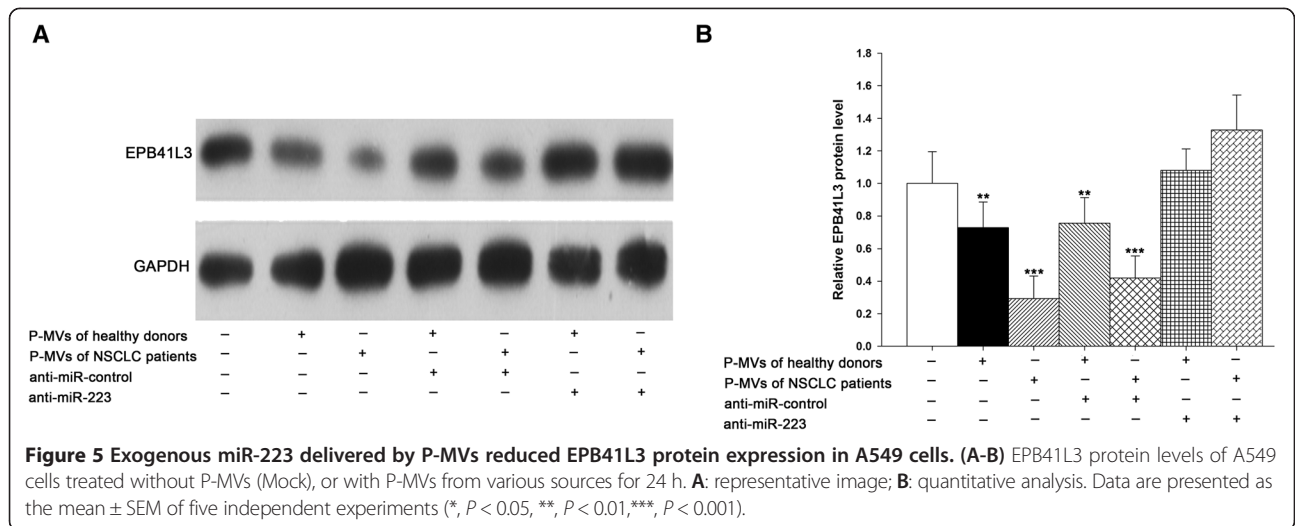 A
EPB41L3
GAPDH
P-MVs of healthy donors – + – + – + –
P-MVs of NSCLC patients – – + – + – +
anti-miR-control – – – + + – –
anti-miR-223 – – – – – + +
B
Relative EPB41L3 protein level
1.8
1.6
1.4
1.2
1.0
0.8
0.6
0.4
0.2
0.0
** *** ** ***
P-MVs of healthy donors – + – + – + –
P-MVs of NSCLC patients – – + – + – +
anti-miR-control – – – + + – –
anti-miR-223 – – – – – + +
Figure 5 Exogenous miR-223 delivered by P-MVs reduced EPB41L3 protein expression in A549 cells. (A-B) EPB41L3 protein levels of A549
cells treated without P-MVs (Mock), or with P-MVs from various sources for 24 h. A: representative image; B: quantitative analysis. Data are presented as
the mean ± SEM of five independent experiments (*, P < 0.05, **, P < 0.01,***, P < 0.001).